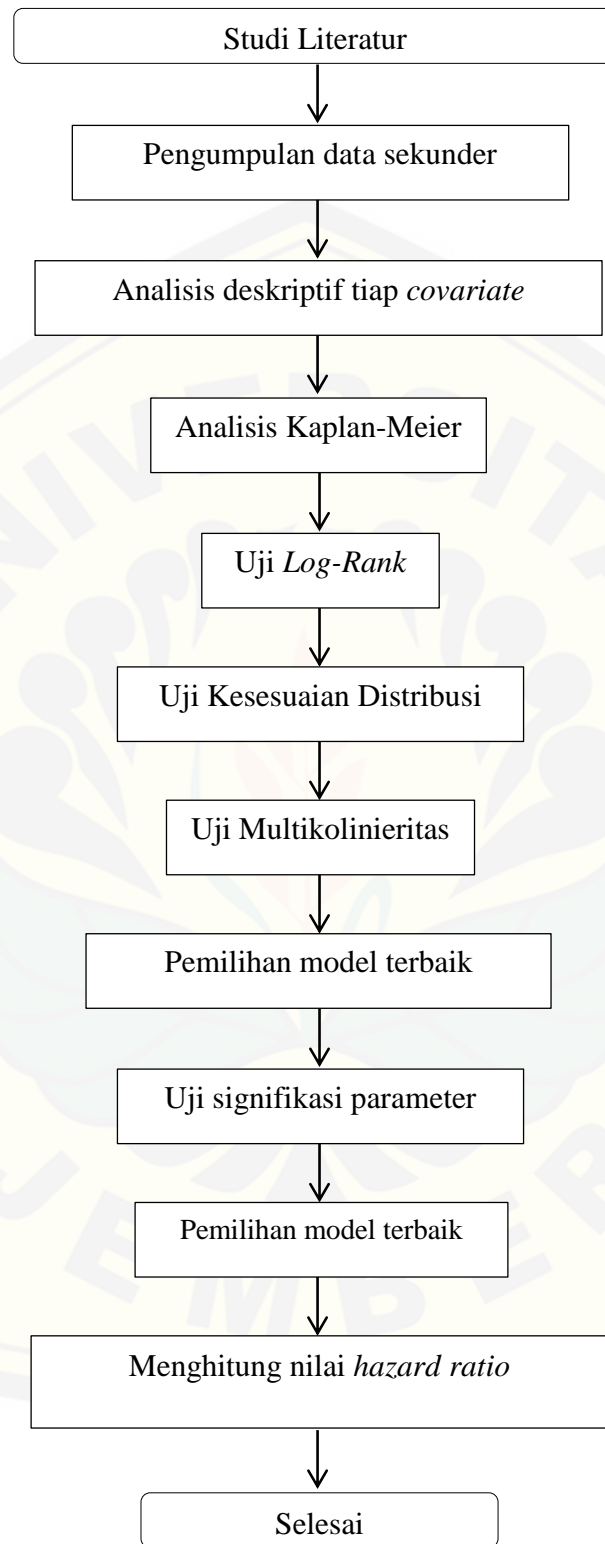 Studi Literatur
Pengumpulan data sekunder
Analisis deskriptif tiap covariate
Analisis Kaplan-Meier
Uji Log-Rank
Uji Kesesuaian Distribusi
Uji Multikolinieritas
Pemilihan model terbaik
Uji signifikasi parameter
Pemilihan model terbaik
Menghitung nilai hazard ratio
Selesai